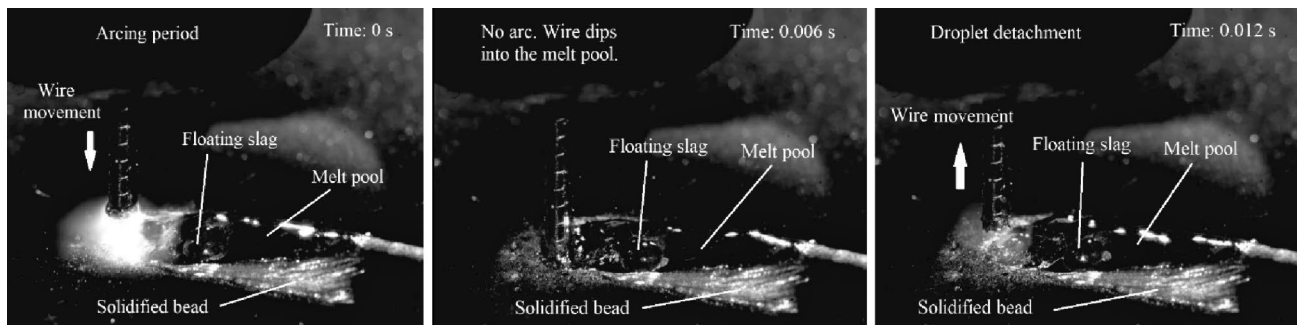 Arcing period
Time: 0 s
Wire
movement
Floating slag
Melt pool
Solidified bead
No arc. Wire dips
into the melt pool.
Time: 0.006 s
Floating slag
Melt pool
Solidified bead
Droplet detachment
Time: 0.012 s
Wire movement
Floating slag
Melt pool
Solidified bead